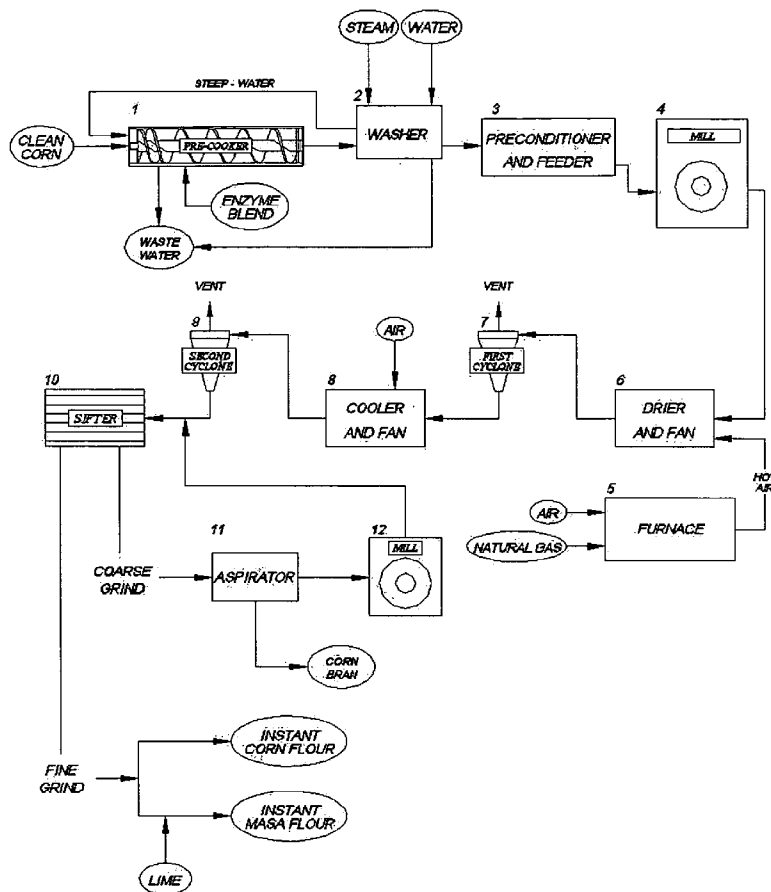 STEAM
WATER
STEEP - WATER
1
2
3
4
CLEAN
CORN
PRE-COOKER
WASHER
PRECONDITIONER
AND FEEDER
MILL
ENZYME
BLEND
WASTE
WATER
VENT
VENT
9
AIR
7
SECOND
CYCLONE
FIRST
CYCLONE
10
8
6
SIFTER
COOLER
AND FAN
DRIER
AND FAN
HOT
AIR
5
AIR
FURNACE
NATURAL GAS
11
12
MILL
COARSE
GRIND
ASPIRATOR
CORN
BRAN
INSTANT
CORN FLOUR
FINE
GRIND
INSTANT
MASA FLOUR
LIME